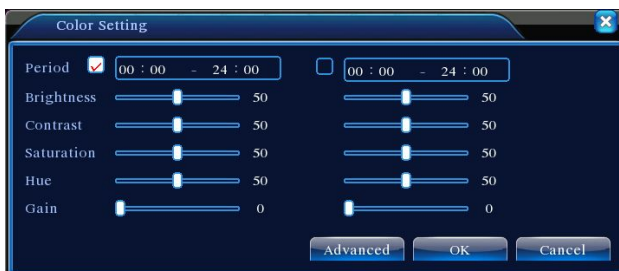 Color Setting
Period 00 : 00 - 24 : 00 00 : 00 - 24 : 00
Brightness 50 50
Contrast 50 50
Saturation 50 50
Hue 50 50
Gain 0 0
Advanced OK Cancel